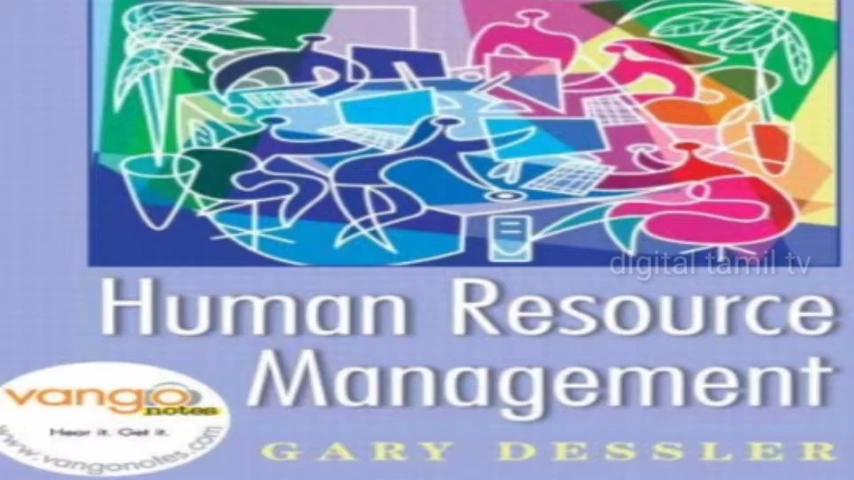 digital tamil tv
Human Resource
Management
vango
notes
Hear it. Get it.
www.vangonotes.com
GARY DESSLER